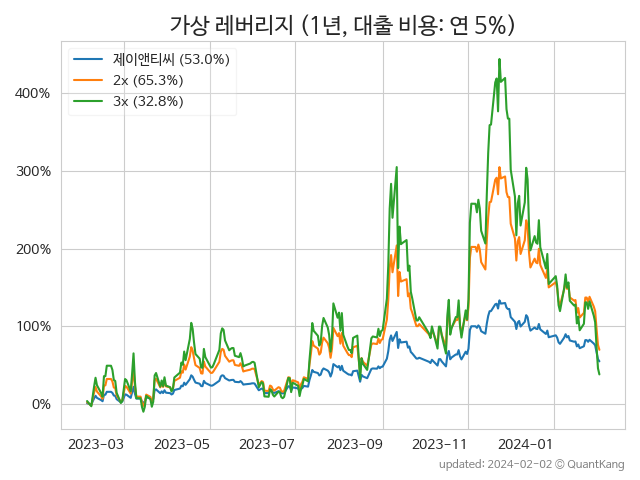 가상 레버리지 (1년, 대출 비용: 연 5%)
제이앤티씨 (53.0%)
2x (65.3%)
3x (32.8%)
400%
300%
200%
100%
0%
2023-03 2023-05 2023-07 2023-09 2023-11 2024-01
updated: 2024-02-02 © QuantKang